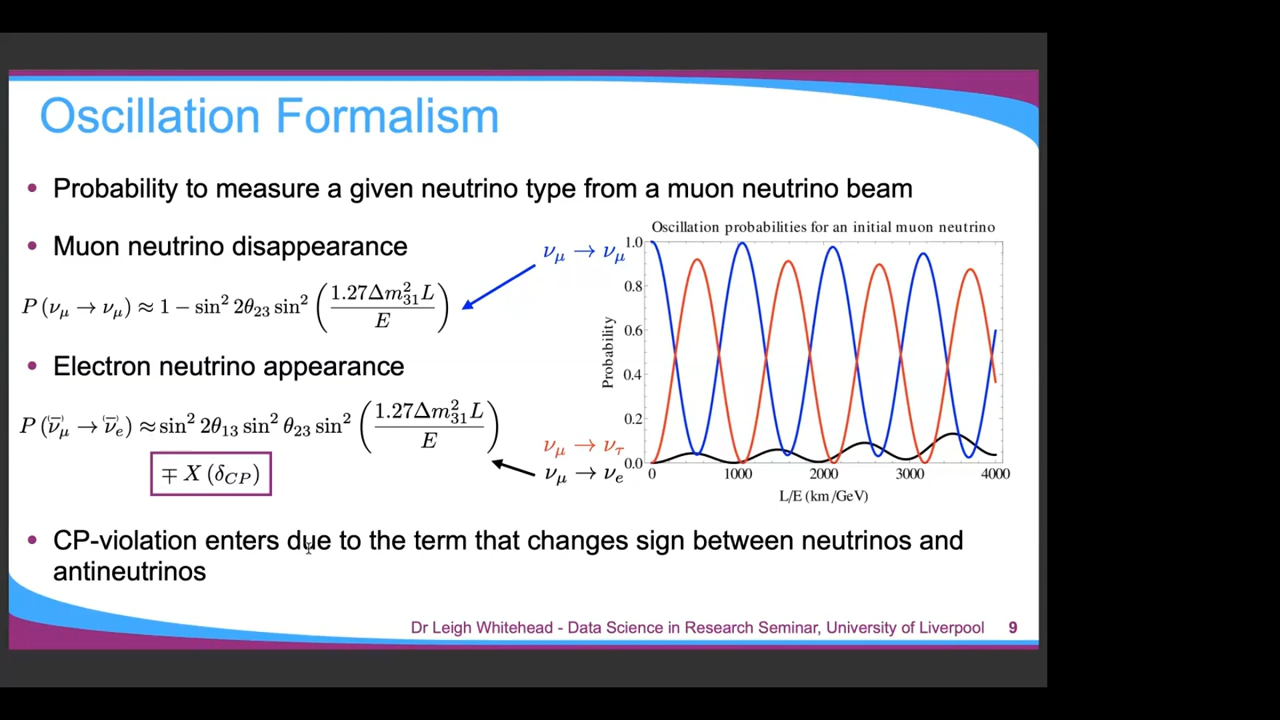 Oscillation Formalism
• Probability to measure a given neutrino type from a muon neutrino beam
• Muon neutrino disappearance
P (ν_μ → ν_μ) ≈ 1 − sin² 2θ₂₃ sin² (1.27Δm²₃₁L / E)
• Electron neutrino appearance
P (ν̄_μ^(–) → ν̄_e^(–)) ≈ sin² 2θ₁₃ sin² θ₂₃ sin² (1.27Δm²₃₁L / E)
∓ X (δ_CP)
ν_μ → ν_μ
ν_μ → ν_τ
ν_μ → ν_e
Oscillation probabilities for an initial muon neutrino
Probability
1.0
0.8
0.6
0.4
0.2
0.0
0 1000 2000 3000 4000
L/E (km/GeV)
• CP-violation enters due to the term that changes sign between neutrinos and
antineutrinos
Dr Leigh Whitehead - Data Science in Research Seminar, University of Liverpool 9